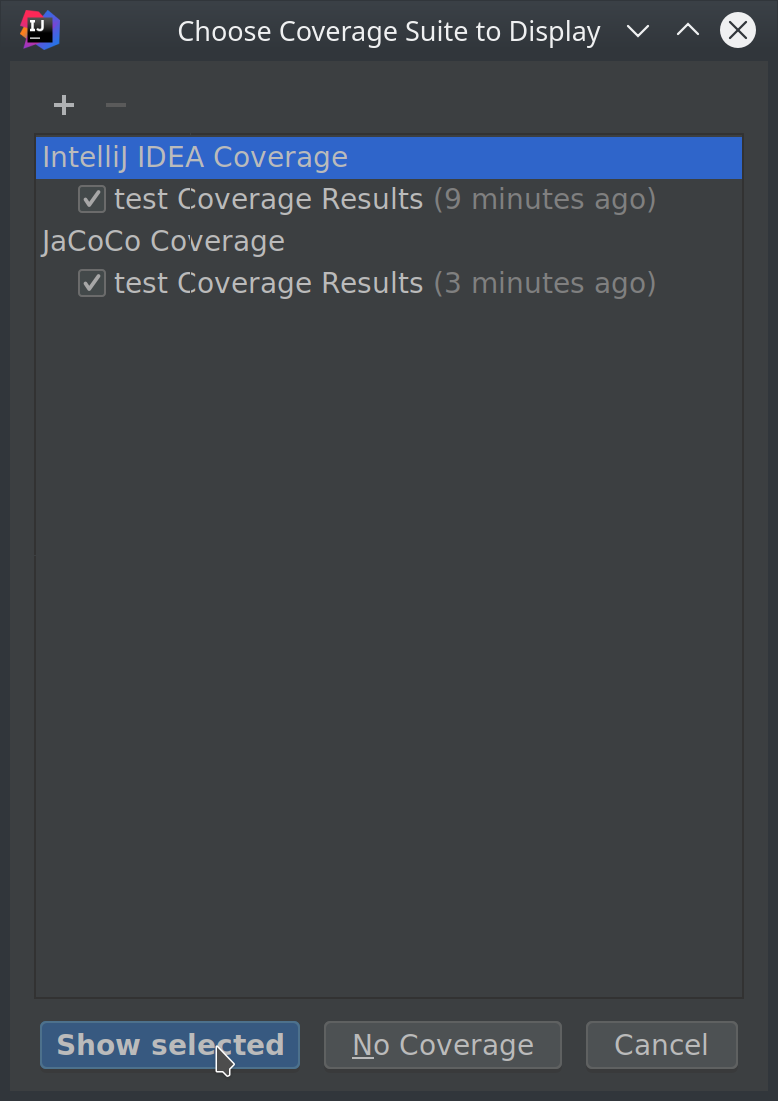 IJ
Choose Coverage Suite to Display
IntelliJ IDEA Coverage
test Coverage Results (9 minutes ago)
JaCoCo Coverage
test Coverage Results (3 minutes ago)
Show selected
No Coverage
Cancel